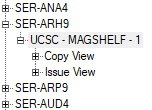 SER-ANA4
SER-ARH9
UCSC - MAGSHELF - 1
Copy View
Issue View
SER-ARP9
SER-AUD4